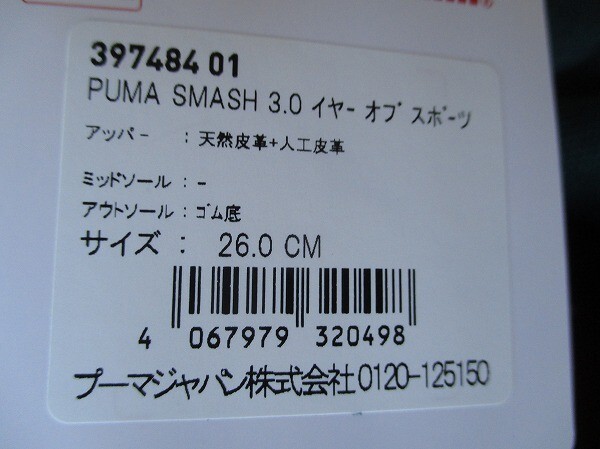 397484 01
PUMA SMASH 3.0 イヤー オブ スポーツ
アッパー : 天然皮革+人工皮革
ミッドソール : -
アウトソール : ゴム底
サイズ : 26.0 CM
4 067979 320498
プーマジャパン株式会社0120-125150